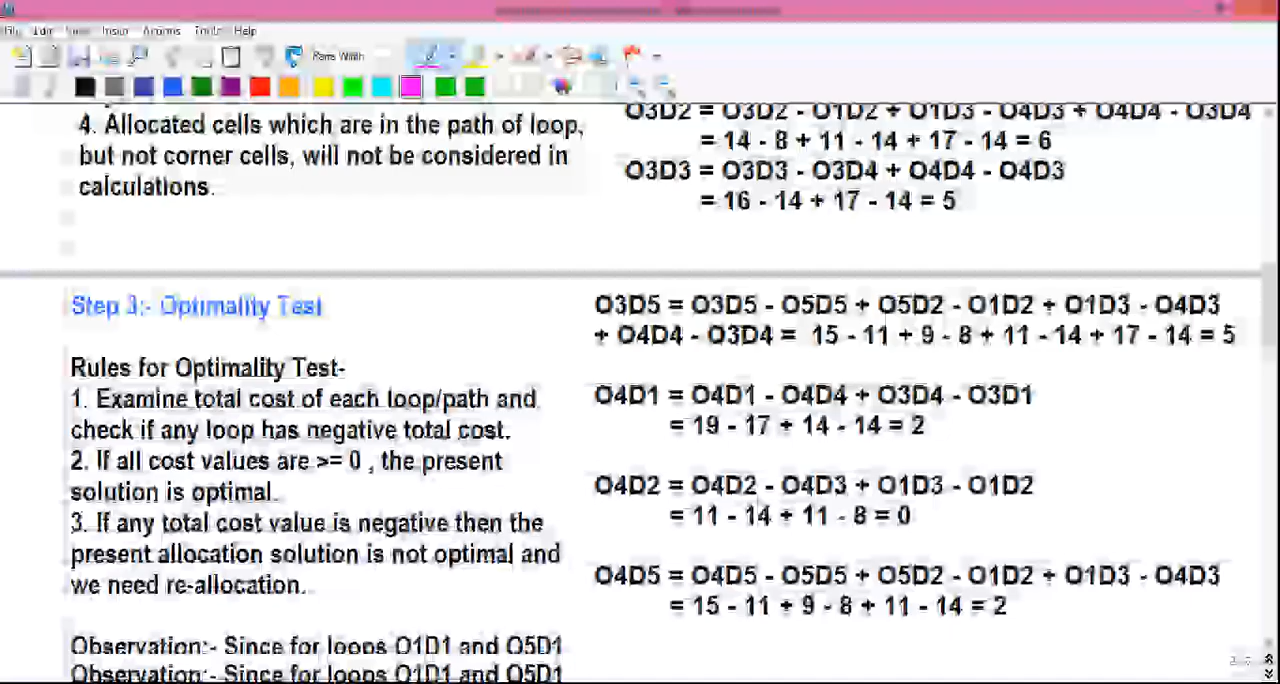 Help
4. Allocated cells which are in the path of loop,
but not corner cells, will not be considered in
calculations.
Step 3:- Optimality Test
Rules for Optimality Test-
1. Examine total cost of each loop/path and
check if any loop has negative total cost.
2. If all cost values are >= 0 , the present
solution is optimal.
3. If any total cost value is negative then the
present allocation solution is not optimal and
we need re-allocation.
Observation:- Since for loops O1D1 and O5D1
Observation:- Since for loops O1D1 and O5D1
O3D2 = O3D2 - O1D2 + O1D3 - O4D3 + O4D4 - O3D4
= 14 - 8 + 11 - 14 + 17 - 14 = 6
O3D3 = O3D3 - O3D4 + O4D4 - O4D3
= 16 - 14 + 17 - 14 = 5
O3D5 = O3D5 - O5D5 + O5D2 - O1D2 + O1D3 - O4D3
+ O4D4 - O3D4 = 15 - 11 + 9 - 8 + 11 - 14 + 17 - 14 = 5
O4D1 = O4D1 - O4D4 + O3D4 - O3D1
= 19 - 17 + 14 - 14 = 2
O4D2 = O4D2 - O4D3 + O1D3 - O1D2
= 11 - 14 + 11 - 8 = 0
O4D5 = O4D5 - O5D5 + O5D2 - O1D2 + O1D3 - O4D3
= 15 - 11 + 9 - 8 + 11 - 14 = 2